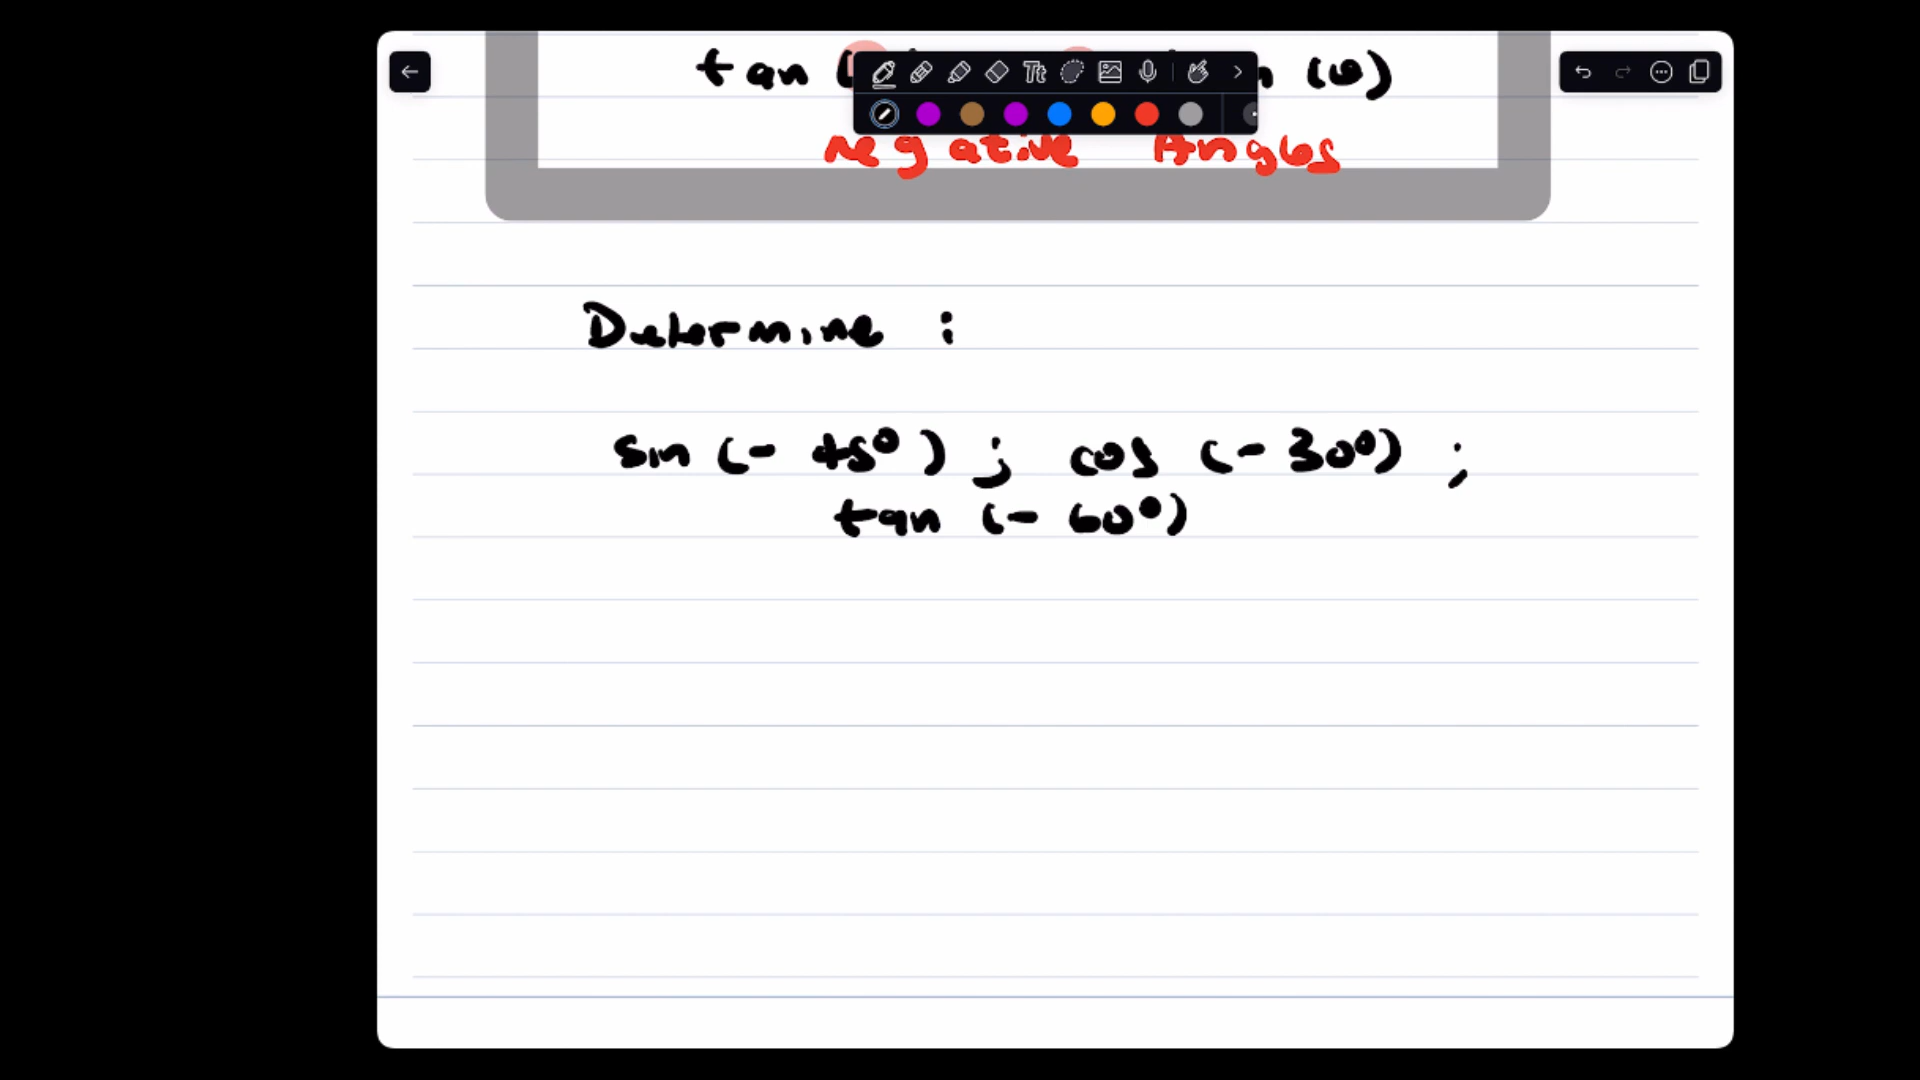 tan (θ)
negative Angles
Determine :
sin (- 45°) ; cos (- 30°) ;
tan (- 60°)